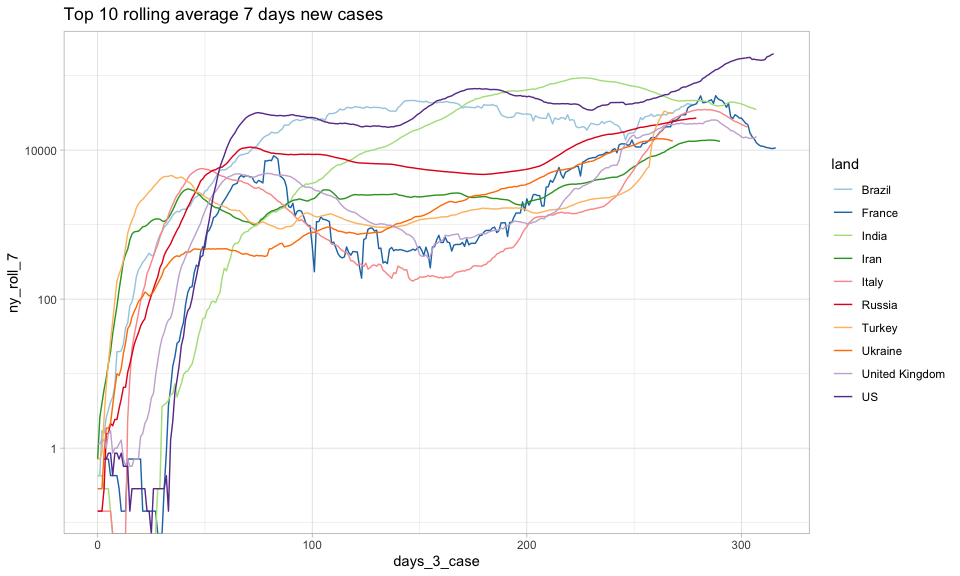 Top 10 rolling average 7 days new cases
ny_roll_7
10000
100
1
0
100
200
300
days_3_case
land
Brazil
France
India
Iran
Italy
Russia
Turkey
Ukraine
United Kingdom
US